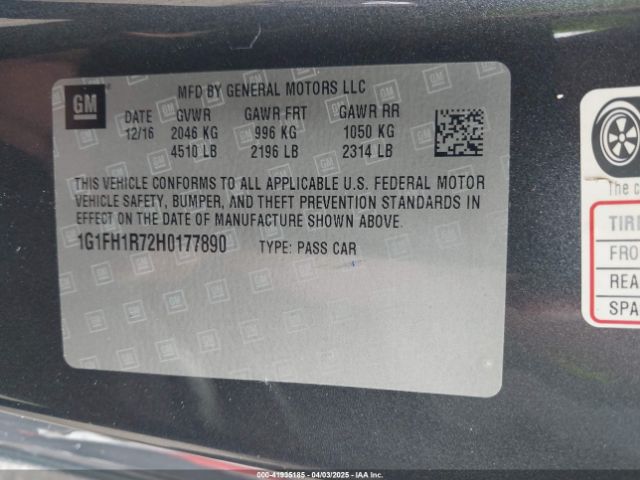 GM
MFD BY GENERAL MOTORS LLC
DATE GVWR GAWR FRT GAWR RR
12/16 2046 KG 996 KG 1050 KG
4510 LB 2196 LB 2314 LB
THIS VEHICLE CONFORMS TO ALL APPLICABLE U.S. FEDERAL MOTOR
VEHICLE SAFETY, BUMPER, AND THEFT PREVENTION STANDARDS IN
EFFECT ON THE DATE OF MANUFACTURE SHOWN ABOVE.
1G1FH1R72H0177890 TYPE: PASS CAR
The c
TIRE
FRO
REA
SPA
000-41935185 - 04/03/2025 - IAA, Inc.